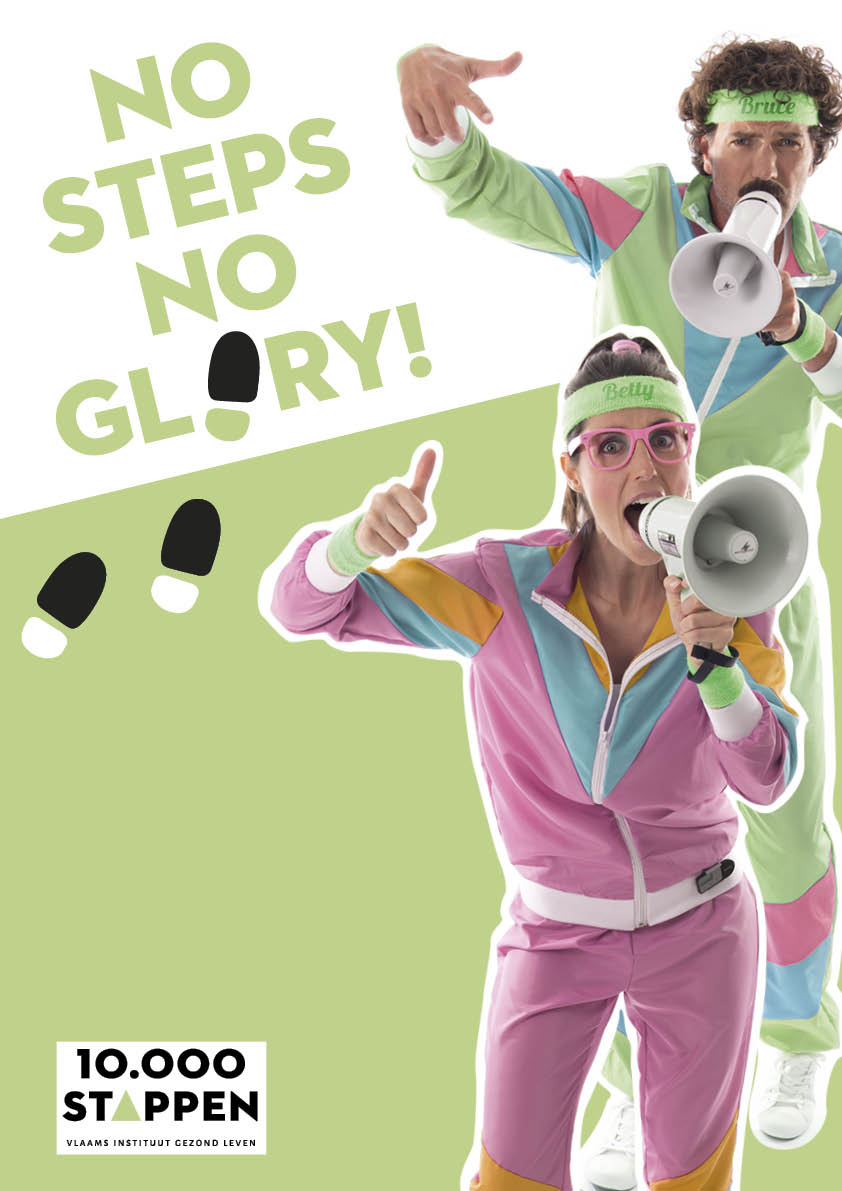 NO
STEPS
NO
GLORY!
Bruce
Betty
10.000
STAPPEN
VLAAMS INSTITUUT GEZOND LEVEN